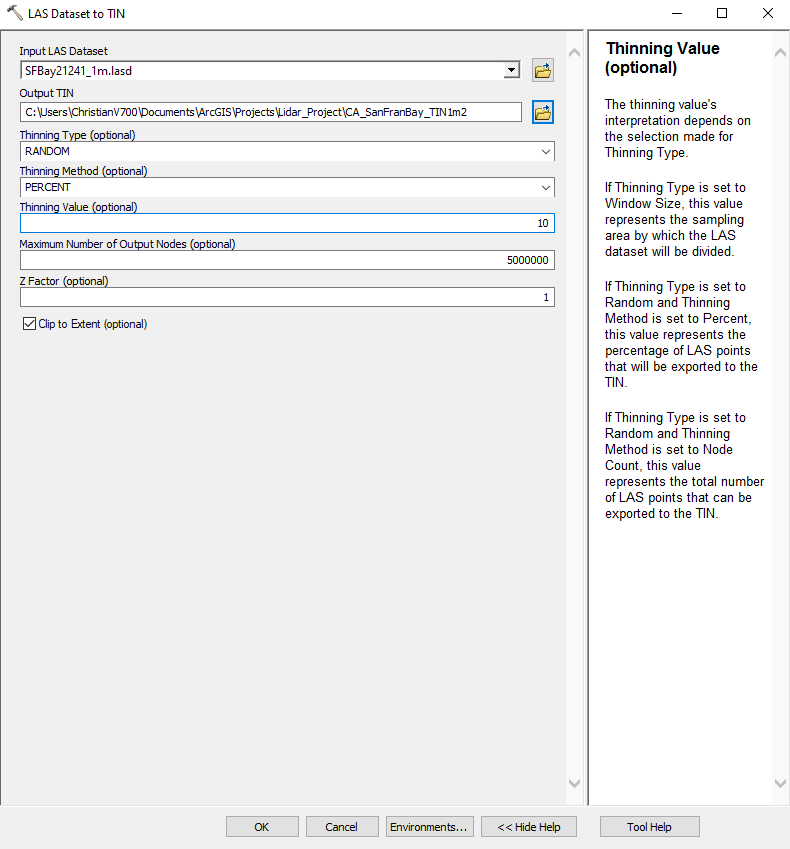 LAS Dataset to TIN
Input LAS Dataset
SFBay21241_1m.lasd
Output TIN
C:\Users\ChristianV700\Documents\ArcGIS\Projects\Lidar_Project\CA_SanFranBay_TIN1m2
Thinning Type (optional)
RANDOM
Thinning Method (optional)
PERCENT
Thinning Value (optional)
10
Maximum Number of Output Nodes (optional)
5000000
Z Factor (optional)
1
Clip to Extent (optional)
OK
Cancel
Environments...
<< Hide Help
Thinning Value
(optional)
The thinning value's
interpretation depends on
the selection made for
Thinning Type.
If Thinning Type is set to
Window Size, this value
represents the sampling
area by which the LAS
dataset will be divided.
If Thinning Type is set to
Random and Thinning
Method is set to Percent,
this value represents the
percentage of LAS points
that will be exported to the
TIN.
If Thinning Type is set to
Random and Thinning
Method is set to Node
Count, this value
represents the total number
of LAS points that can be
exported to the TIN.
Tool Help